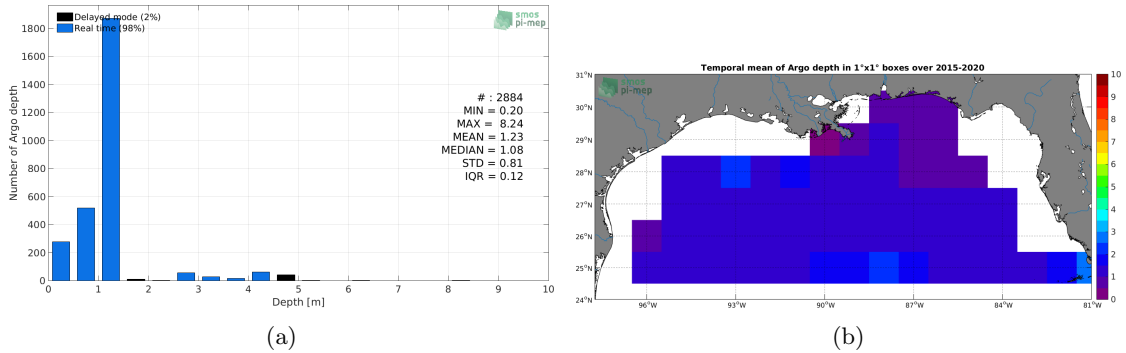 Delayed mode (2%)
Real time (98%)
smos
pi-mep
1800
1600
1400
1200
1000
800
600
400
200
0
Number of Argo depth
# : 2884
MIN = 0.20
MAX = 8.24
MEAN = 1.23
MEDIAN = 1.08
STD = 0.81
IQR = 0.12
0 1 2 3 4 5 6 7 8 9 10
Depth [m]
(a)
Temporal mean of Argo depth in 1°x1° boxes over 2015-2020
smos
pi-mep
31°N
30°N
29°N
28°N
27°N
26°N
25°N
24°N
96°W 93°W 90°W 87°W 84°W 81°W
10
9
8
7
6
5
4
3
2
1
0
(b)